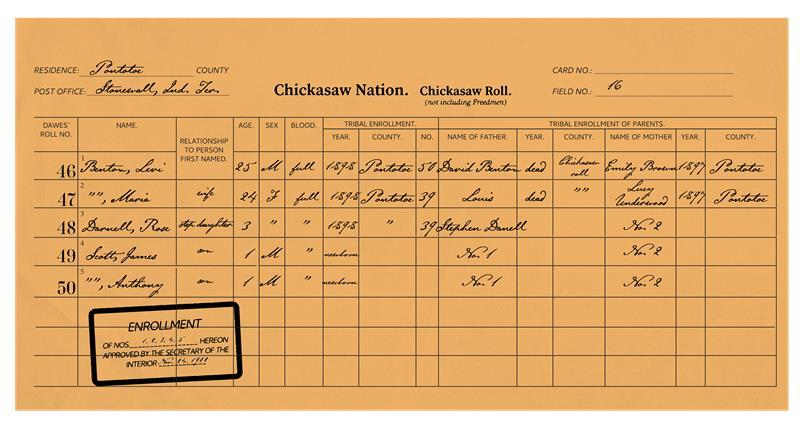 RESIDENCE: Pontotoc COUNTY
POST OFFICE: Stonewall, Ind. Ter.
Chickasaw Nation. Chickasaw Roll.
(not including Freedmen)
CARD NO.:
FIELD NO.: 16
DAWES' ROLL NO. NAME. RELATIONSHIP TO PERSON FIRST NAMED. AGE. SEX BLOOD. TRIBAL ENROLLMENT. TRIBAL ENROLLMENT OF PARENTS.
YEAR. COUNTY. NO. NAME OF FATHER. YEAR. COUNTY. NAME OF MOTHER YEAR. COUNTY.
46 1 Benton, Levi 25 M full 1898 Pontotoc 50 David Benton dead Chickasaw roll Emily Brown 1897 Pontotoc
47 2 "", Maria wife 24 F full 1898 Pontotoc 39 Louis dead "" Lucy Underwood 1897 Pontotoc
48 3 Darnell, Rose step daughter 3 " " 1898 " 39 Stephen Danell No. 2
49 4 Scott, James son 1 M " newborn No. 1 No. 2
50 5 "", Anthony son 1 M " newborn No. 1 No. 2
ENROLLMENT
OF NOS. 1, 2, 3, 4, 5 HEREON
APPROVED BY THE SECRETARY OF THE
INTERIOR